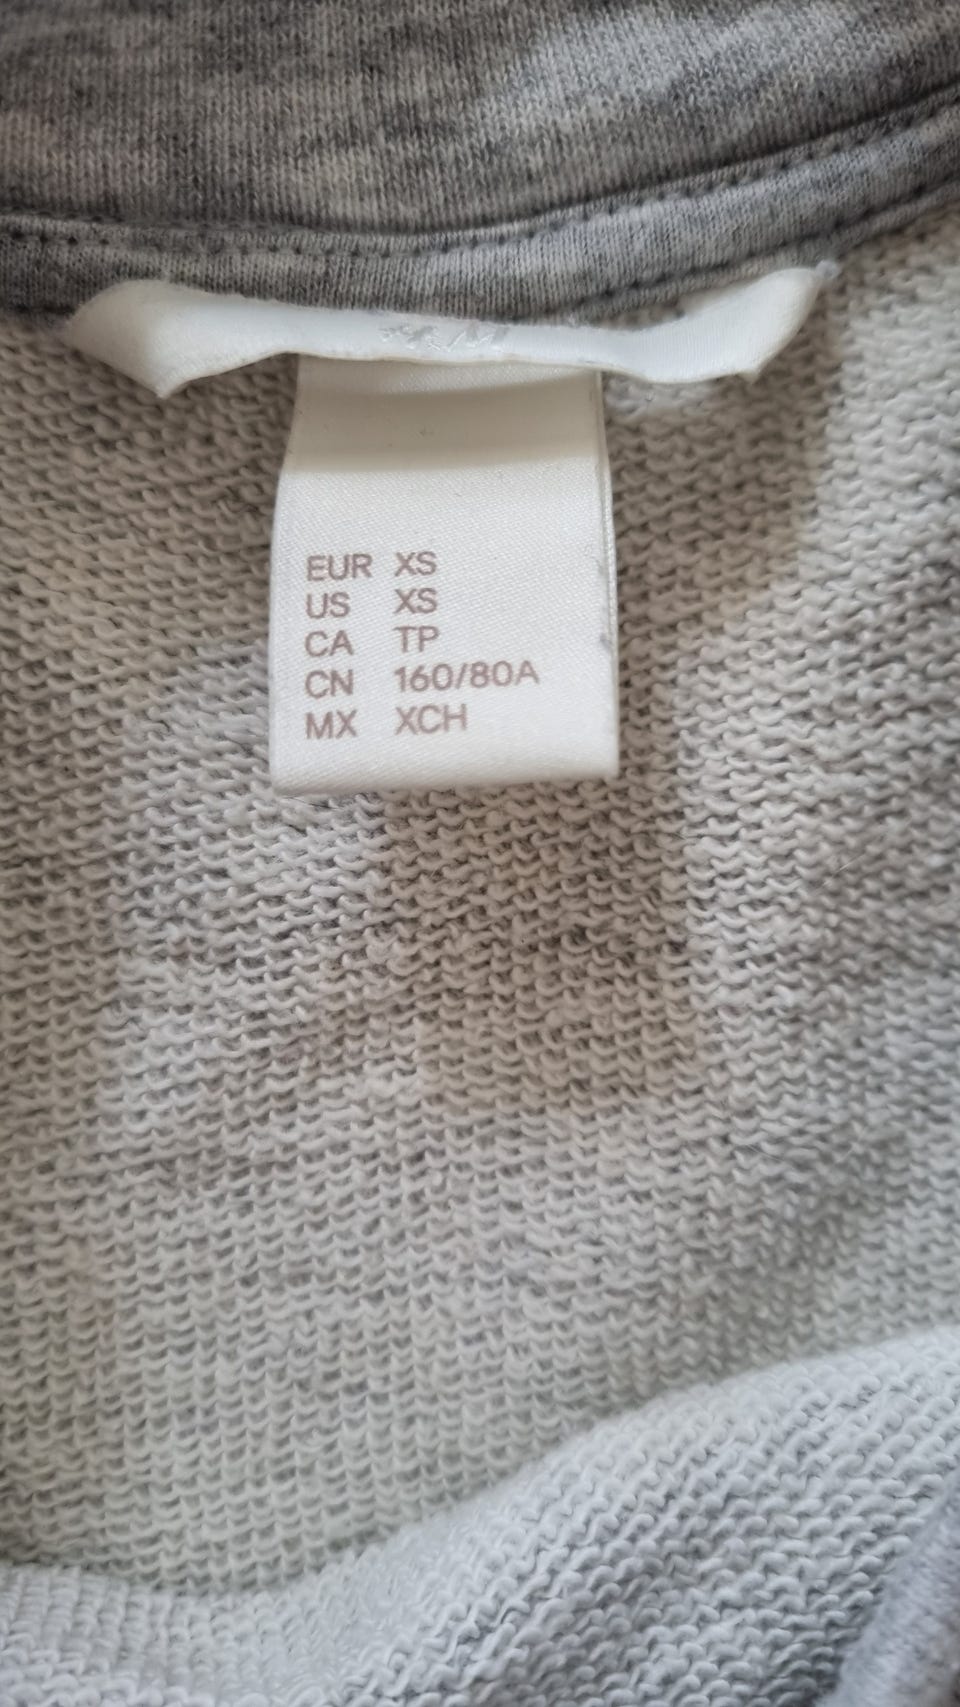 EUR XS
US XS
CA TP
CN 160/80A
MX XCH